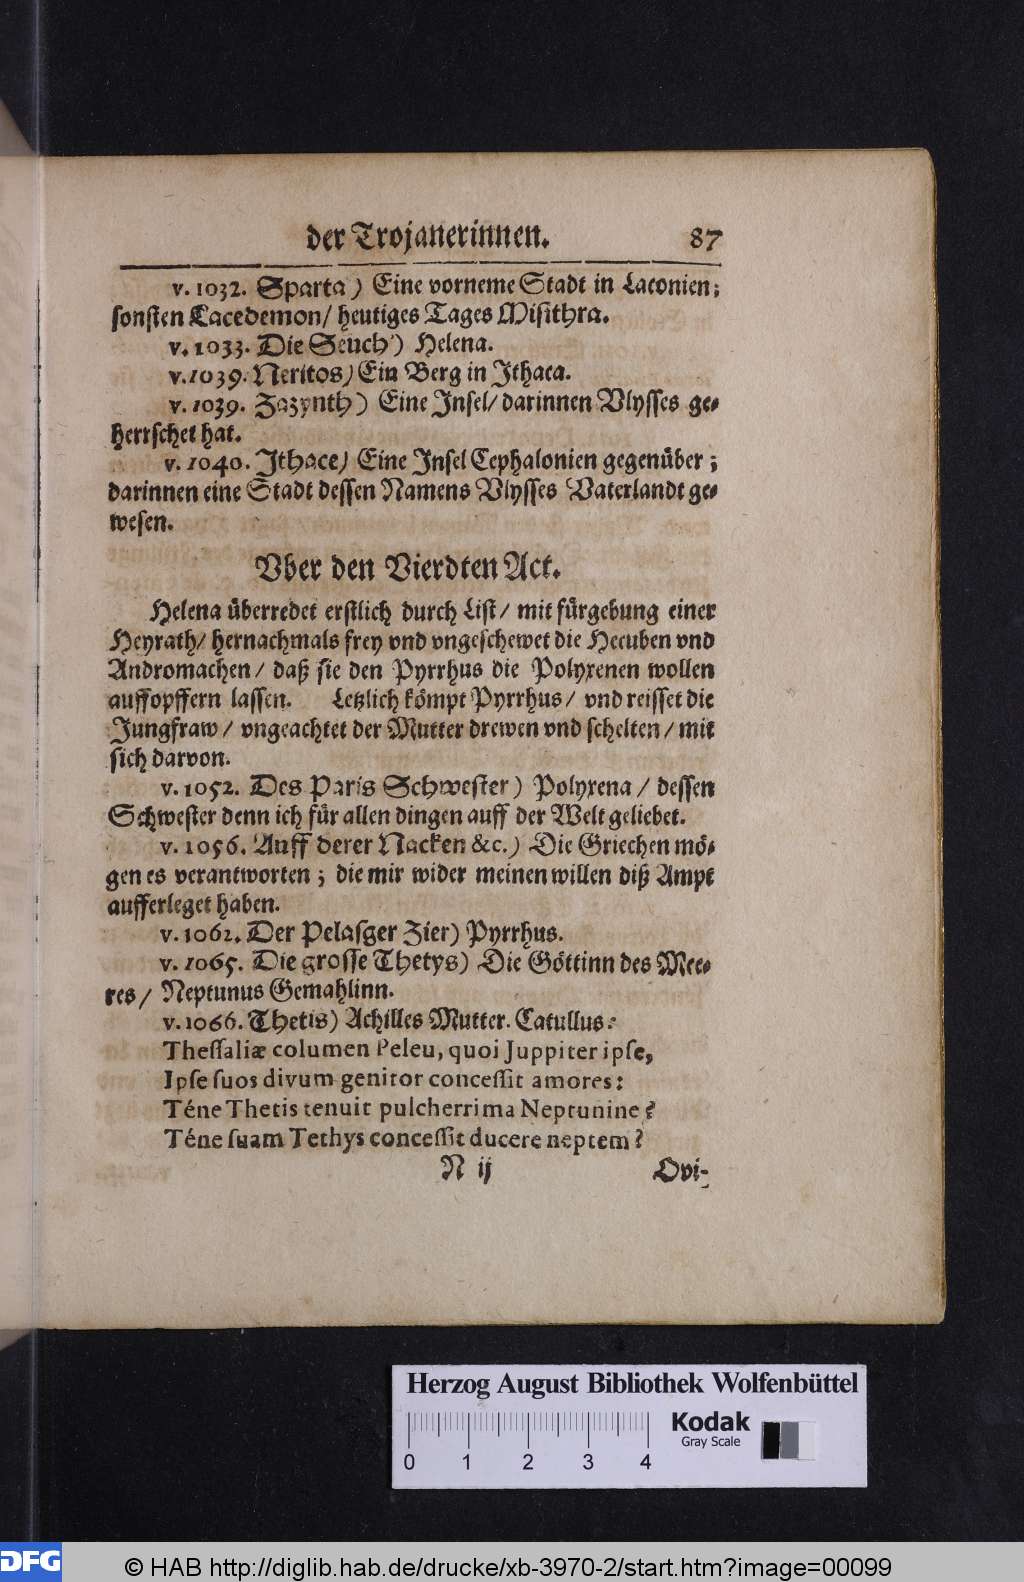 der Trojanerinnen. 87
v. 1032. Sparta) Eine vorneme Stadt in Laconien;
sonsten Lacedemon/ heutiges Tages Misithra.
v. 1033. Die Seuch') Helena.
v. 1039. Neritos) Ein Berg in Jthaca.
v. 1039. Zazynth) Eine Jnsel/ darinnen Vlysses ge-
herrschet hat.
v. 1040. Jthace) Eine Jnsel Cephalonien gegenüber;
darinnen eine Stadt dessen Namens Vlysses Vaterlandt ge-
wesen.
Vber den Vierdten Act.
Helena überredet erstlich durch List/ mit fürgebung einer
Heyrath/ hernachmals frey vnd vngeschewet die Hecuben vnd
Andromachen/ daß sie den Pyrrhus die Polyxenen wollen
auffopffern lassen. Letzlich kömpt Pyrrhus/ vnd reisset die
Jungfraw/ vngeachtet der Mutter drewen vnd schelten/ mit
sich darvon.
v. 1052. Des Paris Schwester) Polyxena/ dessen
Schwester denn ich für allen dingen auff der Welt geliebet.
v. 1056. Auff derer Nacken &c.) Die Griechen mö-
gen es verantworten; die mir wider meinen willen diß Ampt
aufferleget haben.
v. 1062. Der Pelasger Zier) Pyrrhus.
v. 1065. Die grosse Thetys) Die Göttinn des Mee-
res/ Neptunus Gemahlinn.
v. 1066. Thetis) Achilles Mutter. Catullus:
Thessaliæ columen Peleu, quoi Juppiter ipse,
Ipse suos divum genitor concessit amores:
Téne Thetis tenuit pulcherrima Neptunine?
Téne suam Tethys concessit ducere neptem?
N ij Ovi-
Herzog August Bibliothek Wolfenbüttel
Kodak
Gray Scale
0 1 2 3 4
DFG © HAB http://diglib.hab.de/drucke/xb-3970-2/start.htm?image=00099